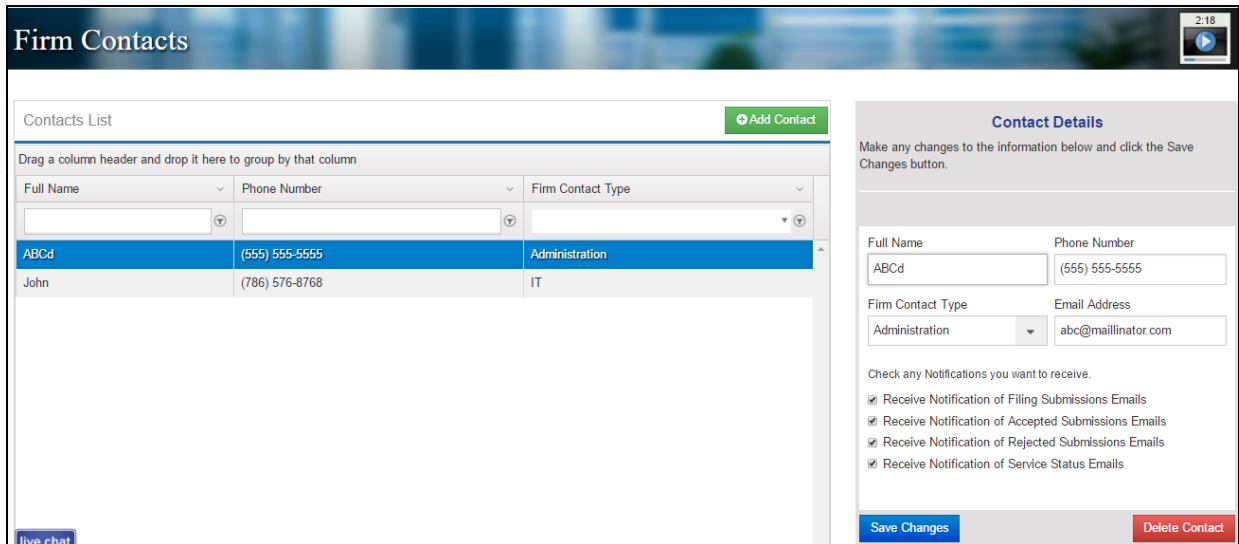 2:18
Firm Contacts
Contacts List
Add Contact
Drag a column header and drop it here to group by that column
Full Name Phone Number Firm Contact Type
ABCd (555) 555-5555 Administration
John (786) 576-8768 IT
live chat
Contact Details
Make any changes to the information below and click the Save
Changes button.
Full Name Phone Number
ABCd (555) 555-5555
Firm Contact Type Email Address
Administration abc@maillinator.com
Check any Notifications you want to receive.
Receive Notification of Filing Submissions Emails
Receive Notification of Accepted Submissions Emails
Receive Notification of Rejected Submissions Emails
Receive Notification of Service Status Emails
Save Changes Delete Contact